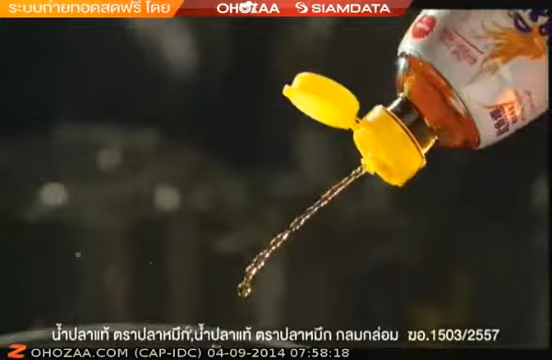 ระบบถ่ายทอดสดฟรี โดย OHOZAA SIAMDATA
น้ำปลาแท้ ตราปลาหมึก,น้ำปลาแท้ ตราปลาหมึก กลมกล่อม ฆอ.1503/2557
OHOZAA.COM (CAP-IDC) 04-09-2014 07:58:18